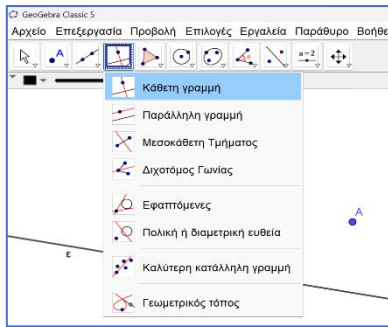 GeoGebra Classic 5
Αρχείο Επεξεργασία Προβολή Επιλογές Εργαλεία Παράθυρο
A
a=2
Κάθετη γραμμή
Παράλληλη γραμμή
Μεσοκάθετη Τμήματος
Διχοτόμος Γωνίας
A
ε
Εφαπτόμενες
Πολική ή διαμετρική ευθεία
Καλύτερη κατάλληλη γραμμή
Γεωμετρικός τόπος